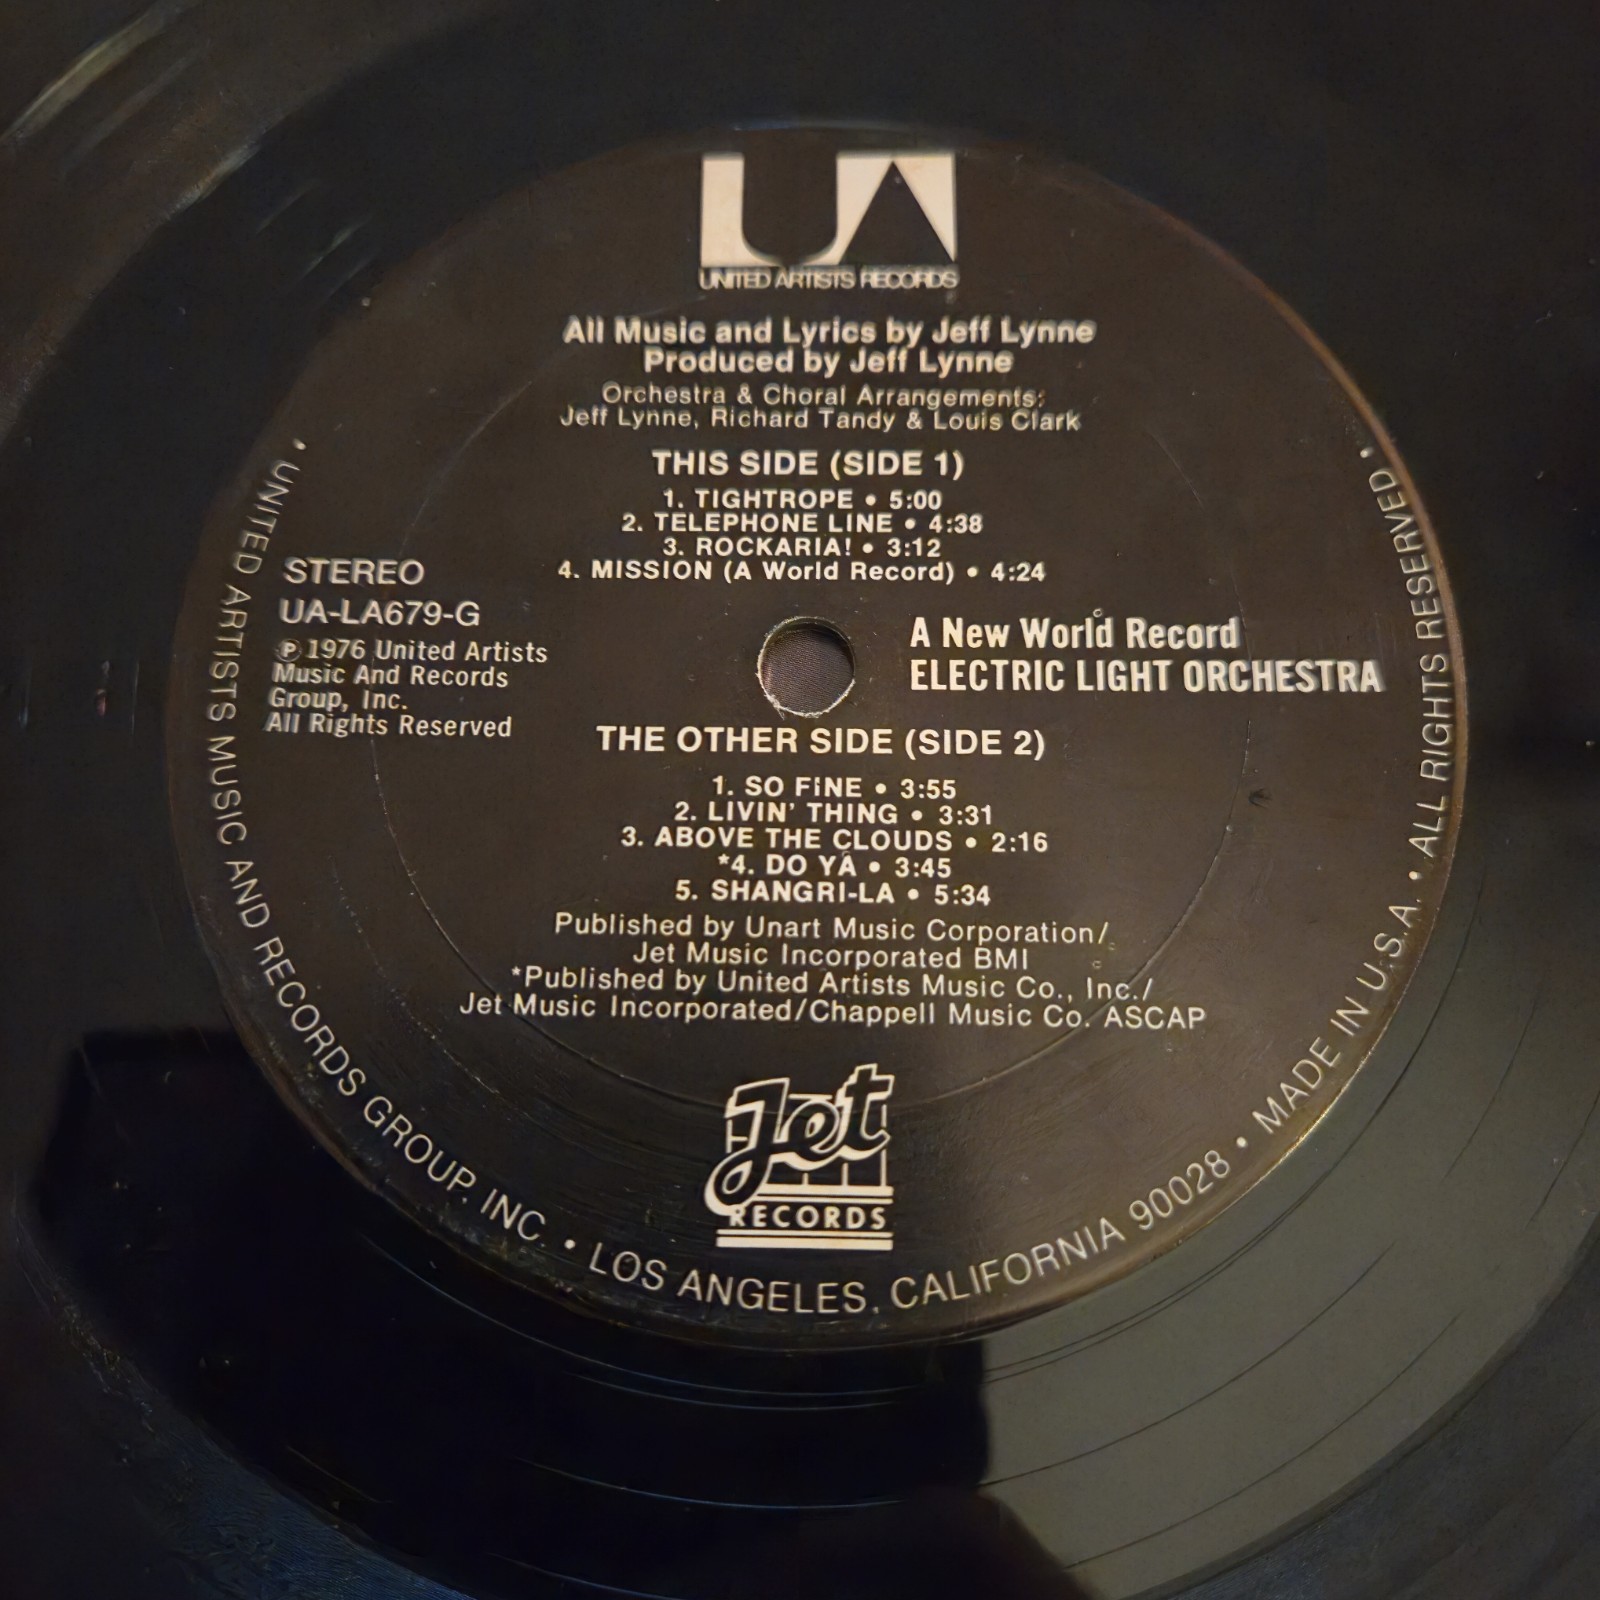 UA
UNITED ARTISTS RECORDS
All Music and Lyrics by Jeff Lynne
Produced by Jeff Lynne
Orchestra & Choral Arrangements:
Jeff Lynne, Richard Tandy & Louis Clark
THIS SIDE (SIDE 1)
1. TIGHTROPE • 5:00
2. TELEPHONE LINE • 4:38
3. ROCKARIA! • 3:12
4. MISSION (A World Record) • 4:24
STEREO
UA-LA679-G
℗ 1976 United Artists
Music And Records
Group, Inc.
All Rights Reserved
A New World Record
ELECTRIC LIGHT ORCHESTRA
THE OTHER SIDE (SIDE 2)
1. SO FINE • 3:55
2. LIVIN' THING • 3:31
3. ABOVE THE CLOUDS • 2:16
*4. DO YA • 3:45
5. SHANGRI-LA • 5:34
Published by Unart Music Corporation/
Jet Music Incorporated BMI
*Published by United Artists Music Co., Inc./
Jet Music Incorporated/Chappell Music Co. ASCAP
Jet
RECORDS
• UNITED ARTISTS MUSIC AND RECORDS GROUP, INC. • LOS ANGELES, CALIFORNIA 90028 • MADE IN U.S.A. • ALL RIGHTS RESERVED •